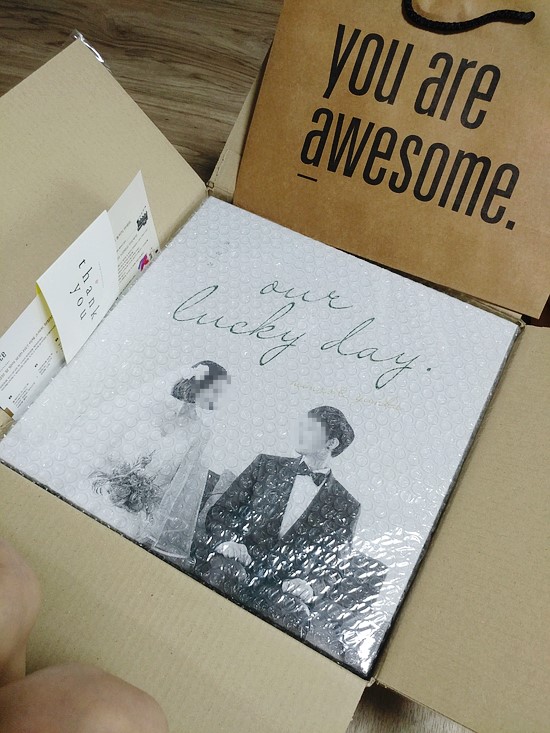 you are
awesome.
our
lucky day.
thank
you